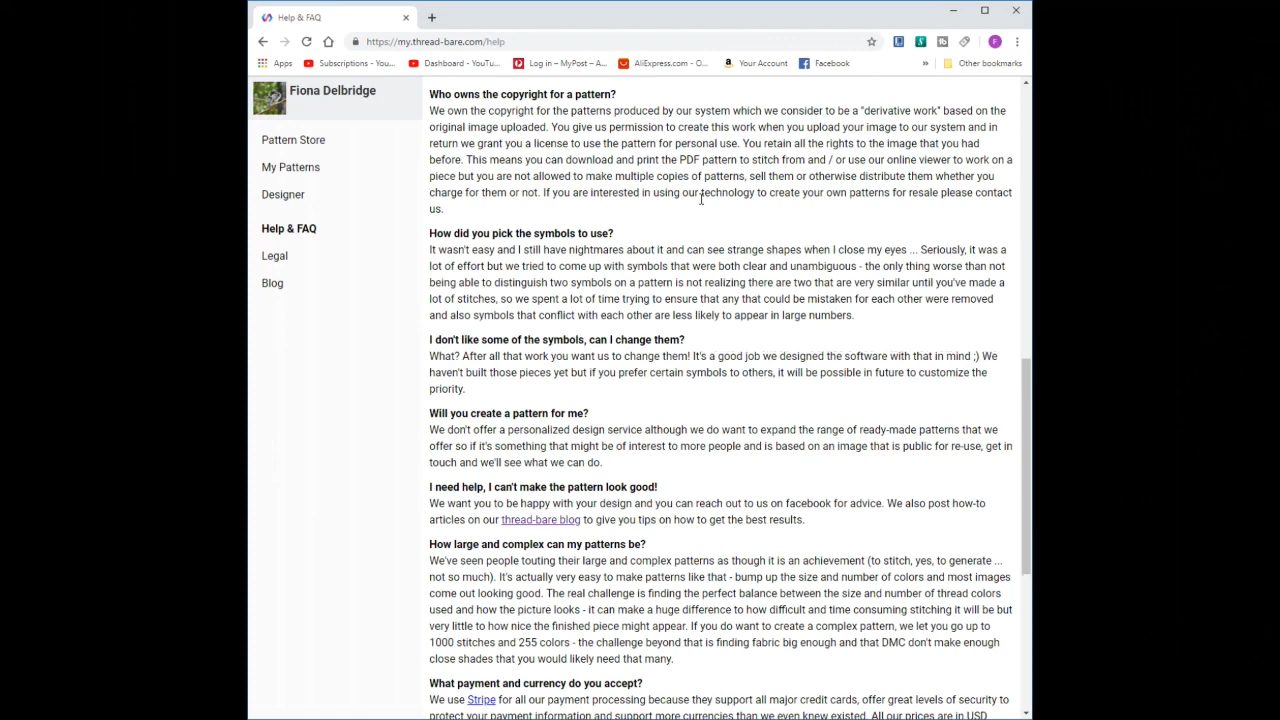 Help & FAQ
https://my.thread-bare.com/help
Apps
Subscriptions - You...
Dashboard - YouTu...
Log in – MyPost – A...
AliExpress.com - O...
Your Account
Facebook
»
Other bookmarks
Fiona Delbridge
Pattern Store
My Patterns
Designer
Help & FAQ
Legal
Blog
Who owns the copyright for a pattern?
We own the copyright for the patterns produced by our system which we consider to be a "derivative work" based on the
original image uploaded. You give us permission to create this work when you upload your image to our system and in
return we grant you a license to use the pattern for personal use. You retain all the rights to the image that you had
before. This means you can download and print the PDF pattern to stitch from and / or use our online viewer to work on a
piece but you are not allowed to make multiple copies of patterns, sell them or otherwise distribute them whether you
charge for them or not. If you are interested in using our technology to create your own patterns for resale please contact
us.
How did you pick the symbols to use?
It wasn't easy and I still have nightmares about it and can see strange shapes when I close my eyes ... Seriously, it was a
lot of effort but we tried to come up with symbols that were both clear and unambiguous - the only thing worse than not
being able to distinguish two symbols on a pattern is not realizing there are two that are very similar until you've made a
lot of stitches, so we spent a lot of time trying to ensure that any that could be mistaken for each other were removed
and also symbols that conflict with each other are less likely to appear in large numbers.
I don't like some of the symbols, can I change them?
What? After all that work you want us to change them! It's a good job we designed the software with that in mind ;) We
haven't built those pieces yet but if you prefer certain symbols to others, it will be possible in future to customize the
priority.
Will you create a pattern for me?
We don't offer a personalized design service although we do want to expand the range of ready-made patterns that we
offer so if it's something that might be of interest to more people and is based on an image that is public for re-use, get in
touch and we'll see what we can do.
I need help, I can't make the pattern look good!
We want you to be happy with your design and you can reach out to us on facebook for advice. We also post how-to
articles on our thread-bare blog to give you tips on how to get the best results.
How large and complex can my patterns be?
We've seen people touting their large and complex patterns as though it is an achievement (to stitch, yes, to generate ...
not so much). It's actually very easy to make patterns like that - bump up the size and number of colors and most images
come out looking good. The real challenge is finding the perfect balance between the size and number of thread colors
used and how the picture looks - it can make a huge difference to how difficult and time consuming stitching it will be but
very little to how nice the finished piece might appear. If you do want to create a complex pattern, we let you go up to
1000 stitches and 255 colors - the challenge beyond that is finding fabric big enough and that DMC don't make enough
close shades that you would likely need that many.
What payment and currency do you accept?
We use Stripe for all our payment processing because they support all major credit cards, offer great levels of security to
protect your payment information and support more currencies than we even knew existed. All our prices are in USD